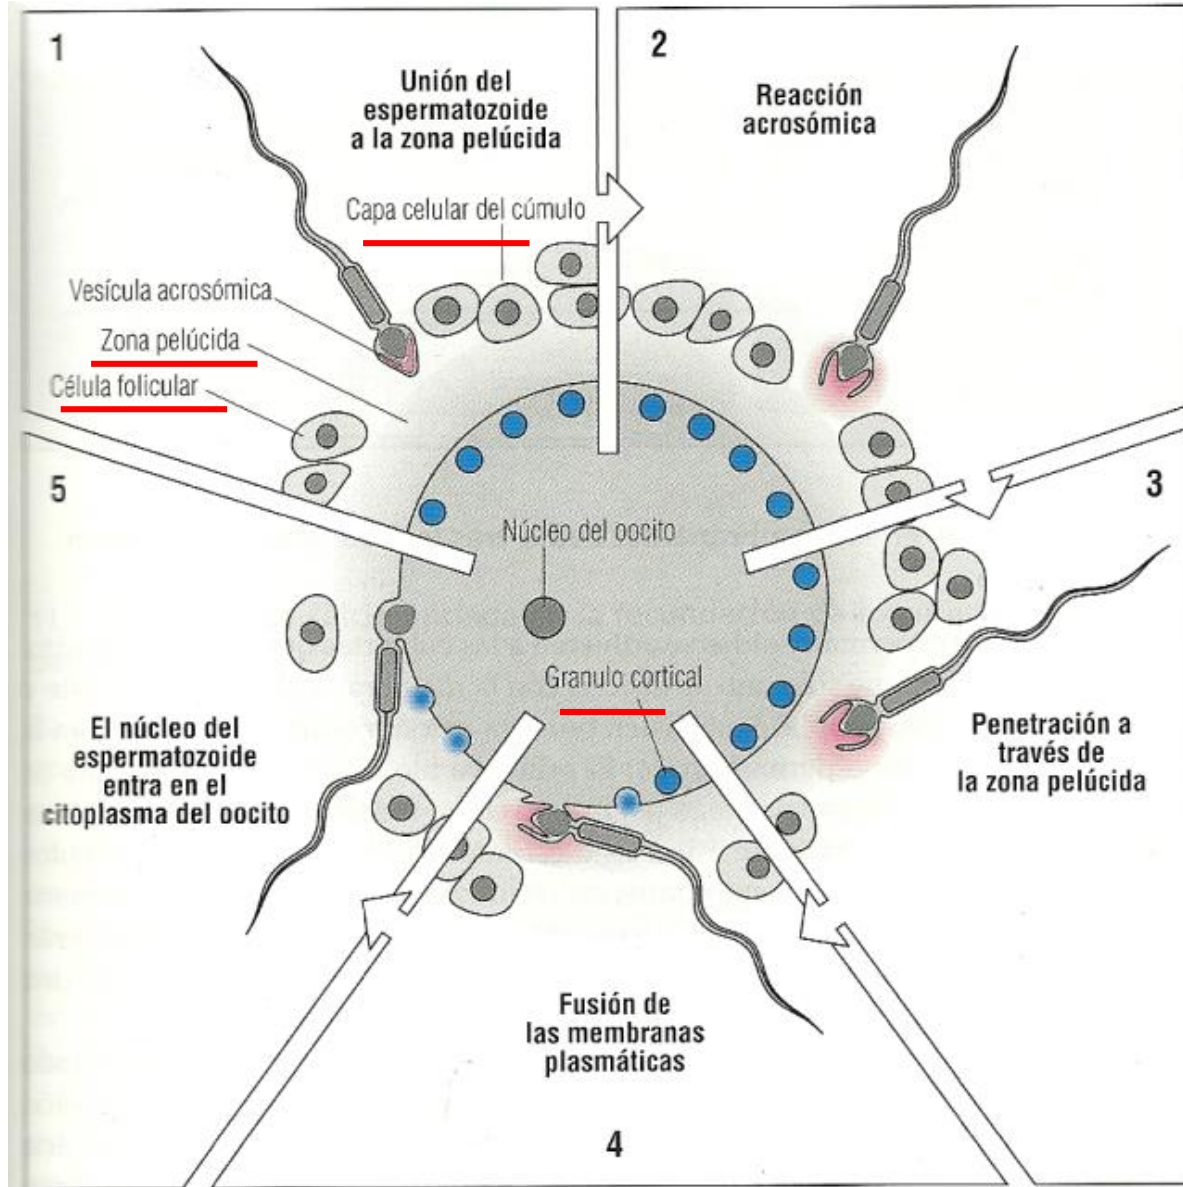 1
Unión del
espermatozoide
a la zona pelúcida
Capa celular del cúmulo
Vesícula acrosómica
Zona pelúcida
Célula folicular
2
Reacción
acrosómica
3
Penetración a
través de
la zona pelúcida
Núcleo del oocito
Granulo cortical
4
Fusión de
las membranas
plasmáticas
5
El núcleo del
espermatozoide
entra en el
citoplasma del oocito